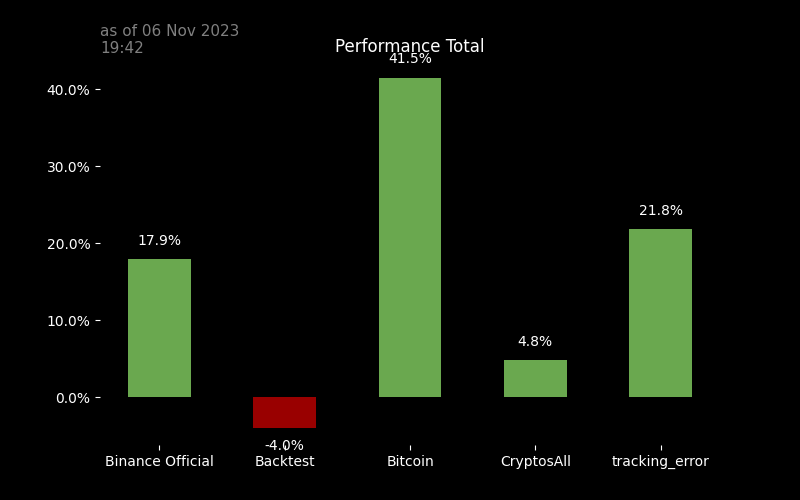 as of 06 Nov 2023
19:42
Performance Total
41.5%
40.0%
30.0%
21.8%
20.0%
17.9%
10.0%
4.8%
0.0%
-4.0%
Binance Official
Backtest
Bitcoin
CryptosAll
tracking_error